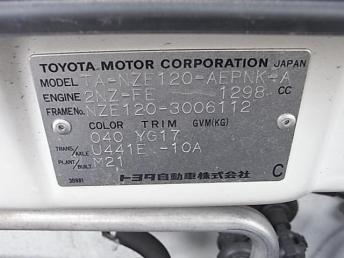 TOYOTA MOTOR CORPORATION JAPAN
MODEL TA-NZE120-AEPNK-A
ENGINE 2NZ-FE 1298 CC
FRAME No. NZE120-3006112
COLOR TRIM GVM(KG)
040 YG17
TRANS/AXLE U441E -10A
PLANT/BUILT M21
トヨタ自動車株式会社 C